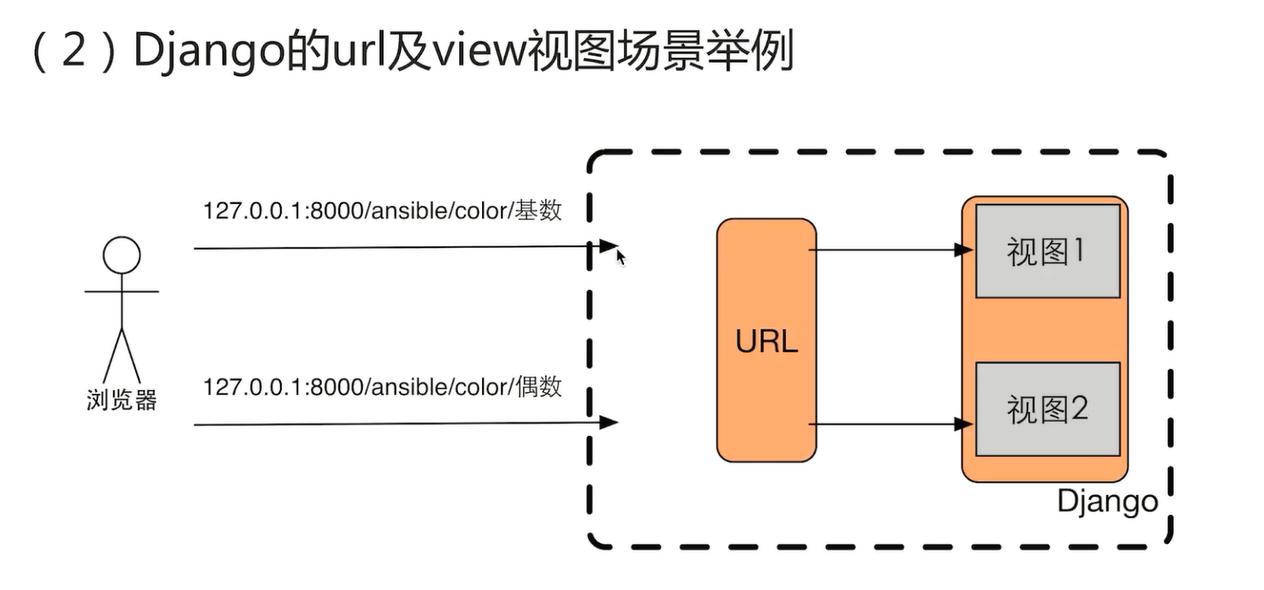 （2）Django的url及view视图场景举例
127.0.0.1:8000/ansible/color/基数
视图1
URL
127.0.0.1:8000/ansible/color/偶数
浏览器
视图2
Django